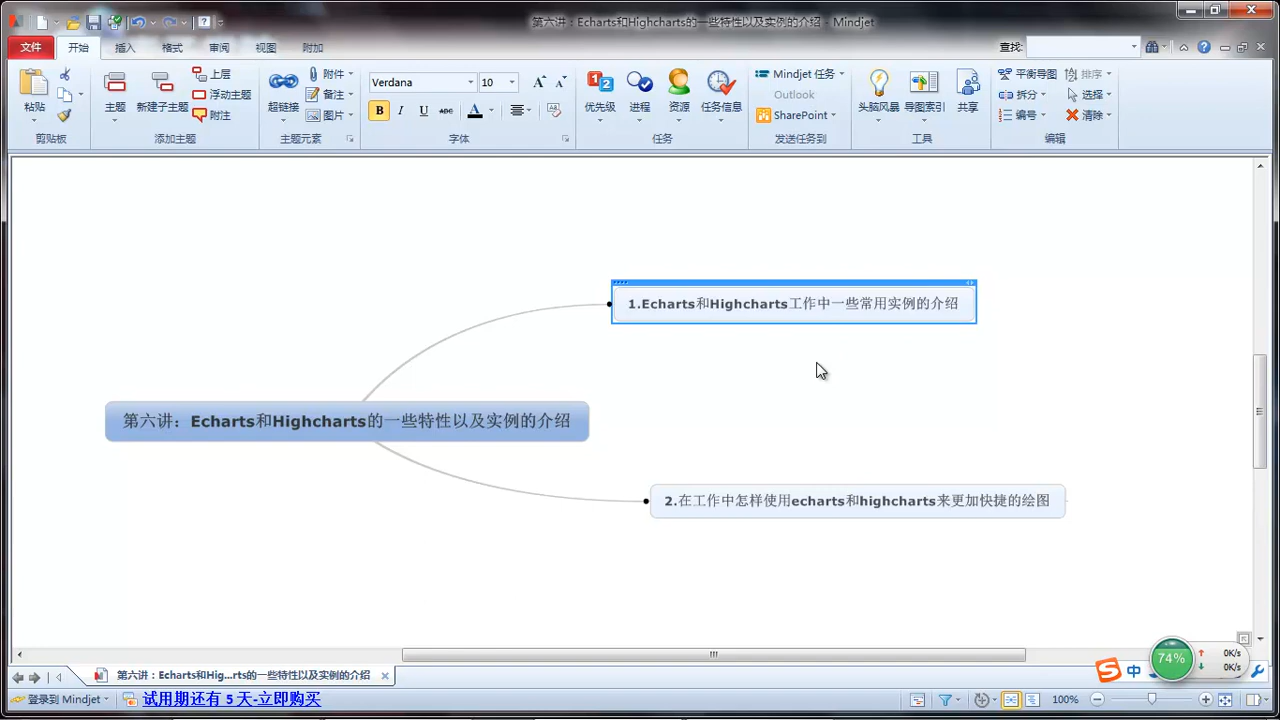 第六讲：Echarts和Highcharts的一些特性以及实例的介绍 - Mindjet
文件 开始 插入 格式 审阅 视图 附加 查找:
粘贴
剪贴板
主题 新建子主题 上层 浮动主题 附注
添加主题
超链接 附件 备注 图片
主题元素
Verdana 10
B I U abc A
字体
优先级 进程 资源 任务信息
任务
Mindjet 任务
Outlook
SharePoint
发送任务到
头脑风暴 导图索引 共享
工具
平衡导图 排序
拆分 选择
编号 清除
编辑
1.Echarts和Highcharts工作中一些常用实例的介绍
第六讲：Echarts和Highcharts的一些特性以及实例的介绍
2.在工作中怎样使用echarts和highcharts来更加快捷的绘图
74% 0K/s
0K/s
中
第六讲：Echarts和Hig...rts的一些特性以及实例的介绍
登录到 Mindjet 试用期还有 5 天-立即购买 100%